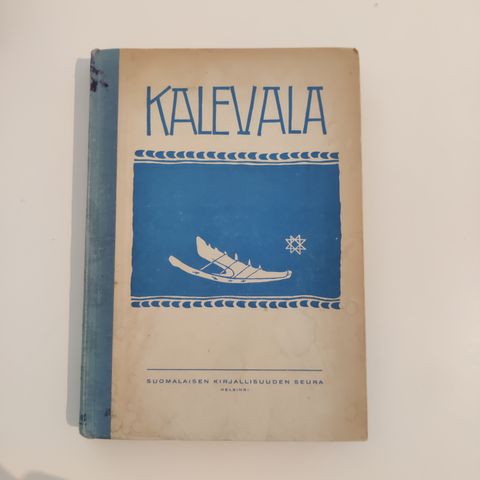 KALEVALA
SUOMALAISEN KIRJALLISUUDEN SEURA
HELSINKI